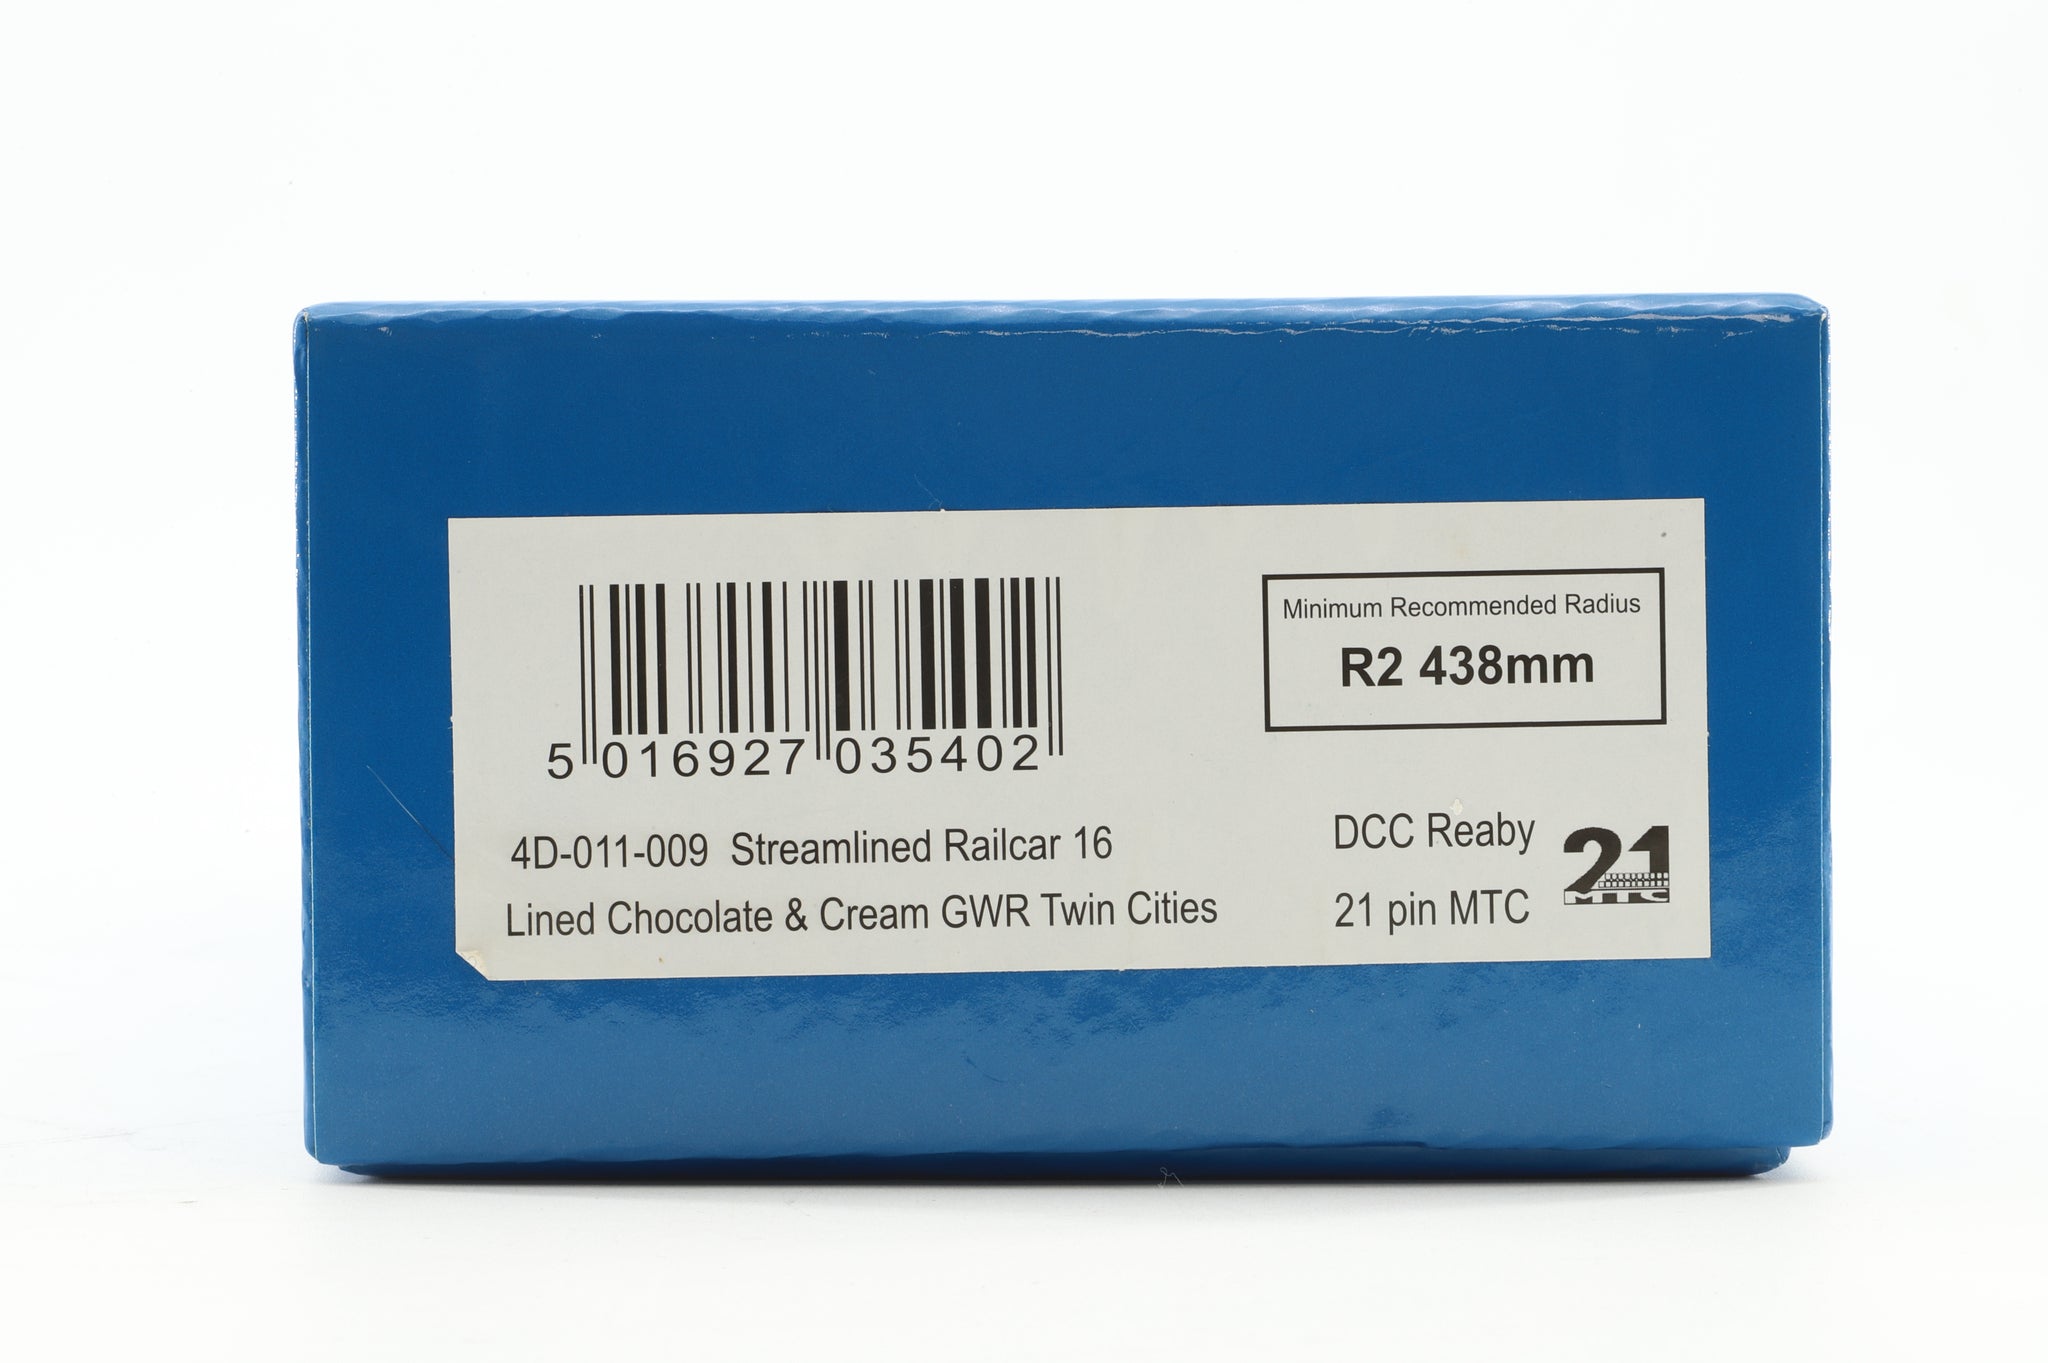 5 016927 035402
Minimum Recommended Radius
R2 438mm
4D-011-009 Streamlined Railcar 16
Lined Chocolate & Cream GWR Twin Cities
DCC Reaby
21 pin MTC
21
MTC